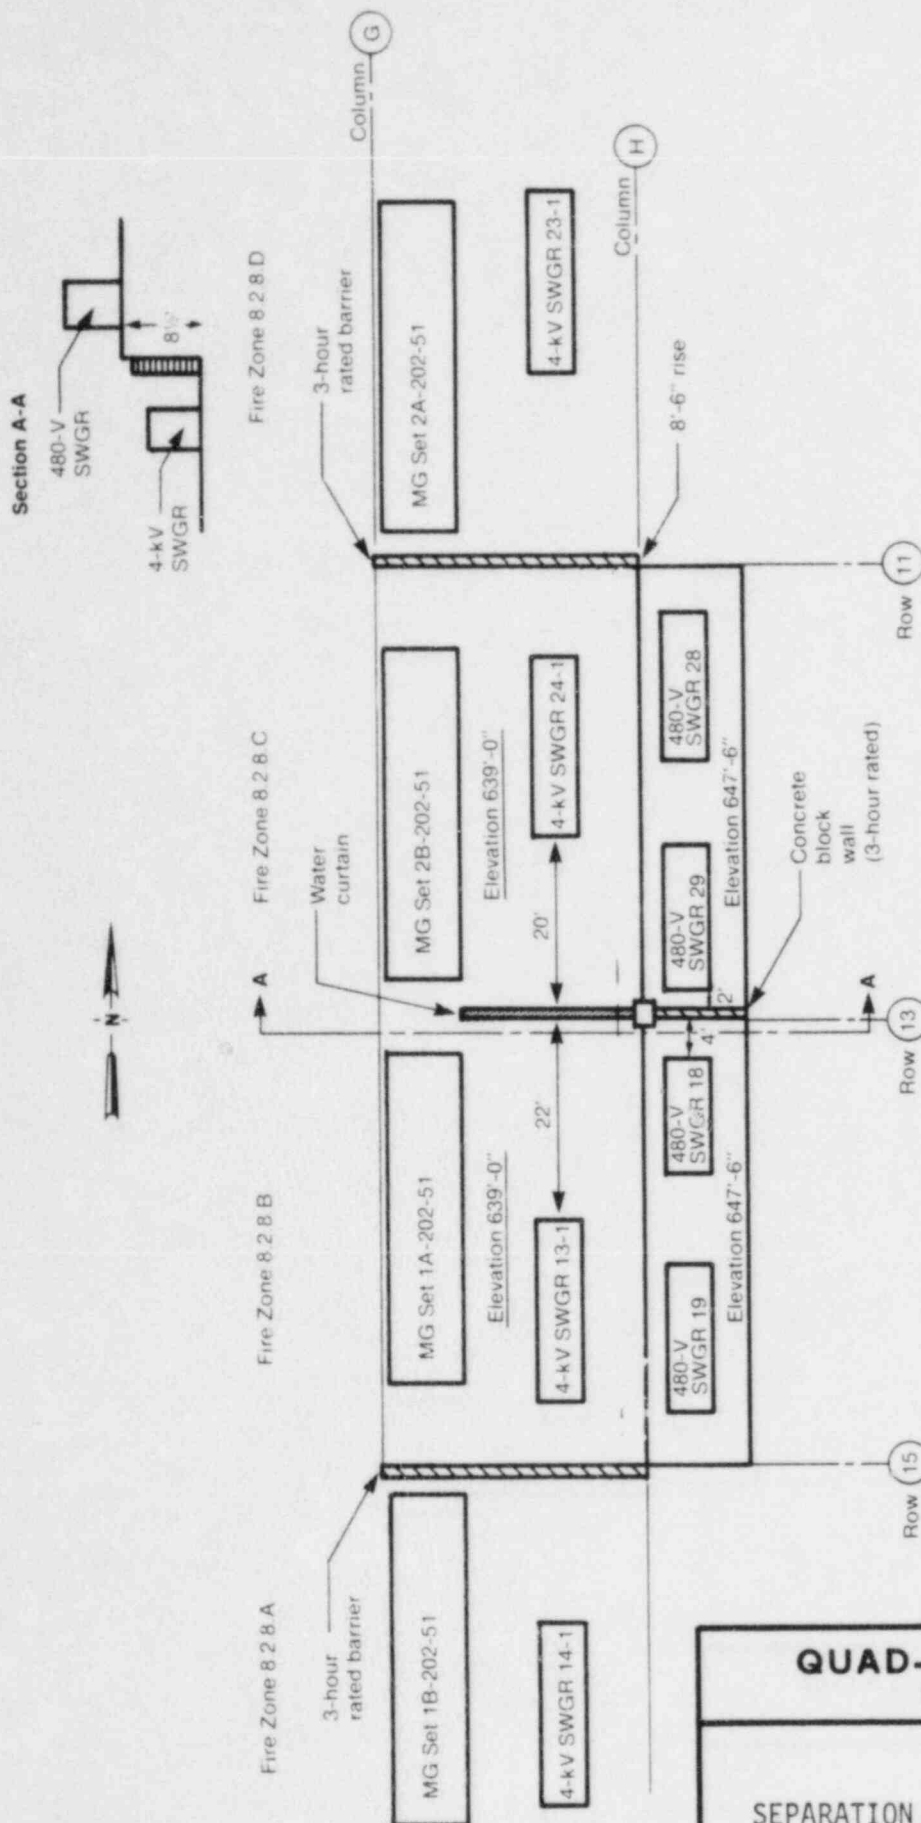 Section A-A
480-V
SWGR
4-kV
SWGR
8½'
N
Fire Zone 8.2.8.A
Fire Zone 8.2.8.B
Fire Zone 8.2.8.C
Fire Zone 8.2.8.D
3-hour
rated barrier
Water
curtain
3-hour
rated barrier
A
Column G
MG Set 1B-202-51
MG Set 1A-202-51
MG Set 2B-202-51
MG Set 2A-202-51
Elevation 639'-0"
Elevation 639'-0"
4-kV SWGR 14-1
4-kV SWGR 13-1
22'
20'
4-kV SWGR 24-1
4-kV SWGR 23-1
Column H
8'-6" rise
480-V
SWGR 19
480-V
SWGR 18
4'
2'
480-V
SWGR 29
480-V
SWGR 28
Elevation 647'-6"
Elevation 647'-6"
Concrete
block
wall
(3-hour rated)
A
Row 15
Row 13
Row 11
QUAD-
SEPARATION